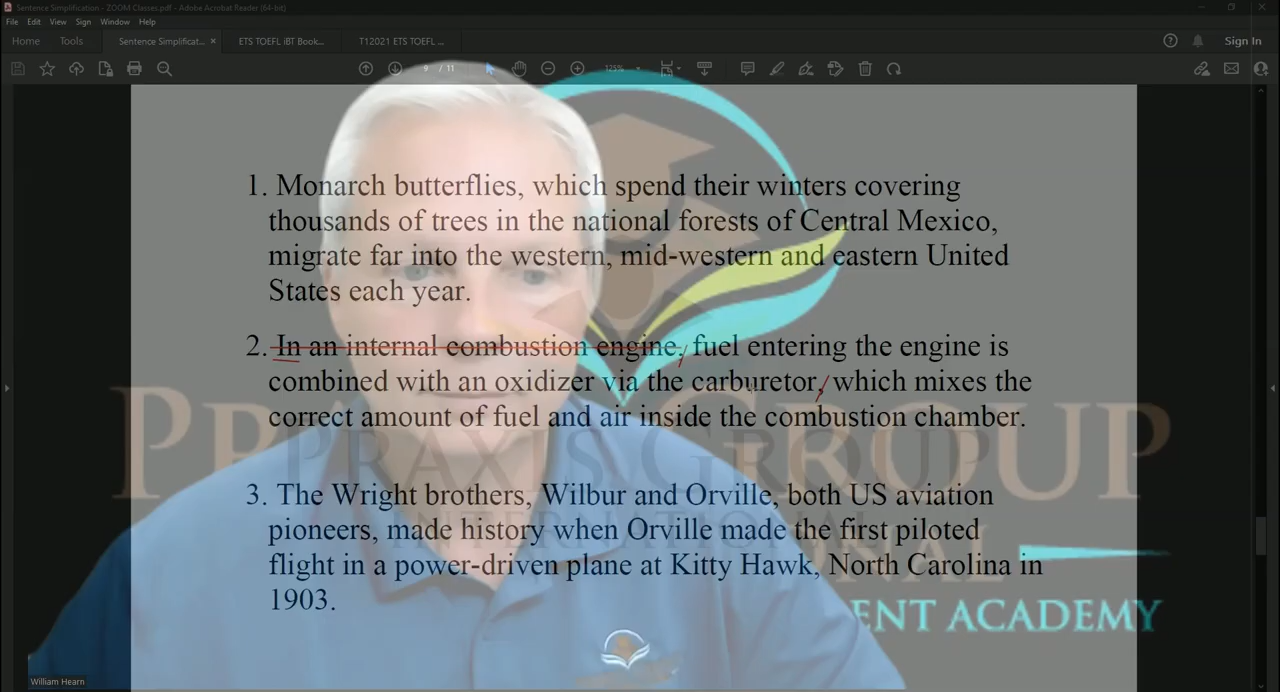 Sentence Simplification - ZOOM Classes.pdf - Adobe Acrobat Reader (64-bit)
File Edit View Sign Window Help
Home Tools Sentence Simplificat... × ETS TOEFL iBT Book... T12021 ETS TOEFL ... Sign In
9 / 11 125%
1. Monarch butterflies, which spend their winters covering
thousands of trees in the national forests of Central Mexico,
migrate far into the western, mid-western and eastern United
States each year.
2. In an internal combustion engine, fuel entering the engine is
combined with an oxidizer via the carburetor, which mixes the
correct amount of fuel and air inside the combustion chamber.
PRAXIS GROUP
INTERNATIONAL
3. The Wright brothers, Wilbur and Orville, both US aviation
pioneers, made history when Orville made the first piloted
flight in a power-driven plane at Kitty Hawk, North Carolina in
1903.
ENT ACADEMY
William Hearn